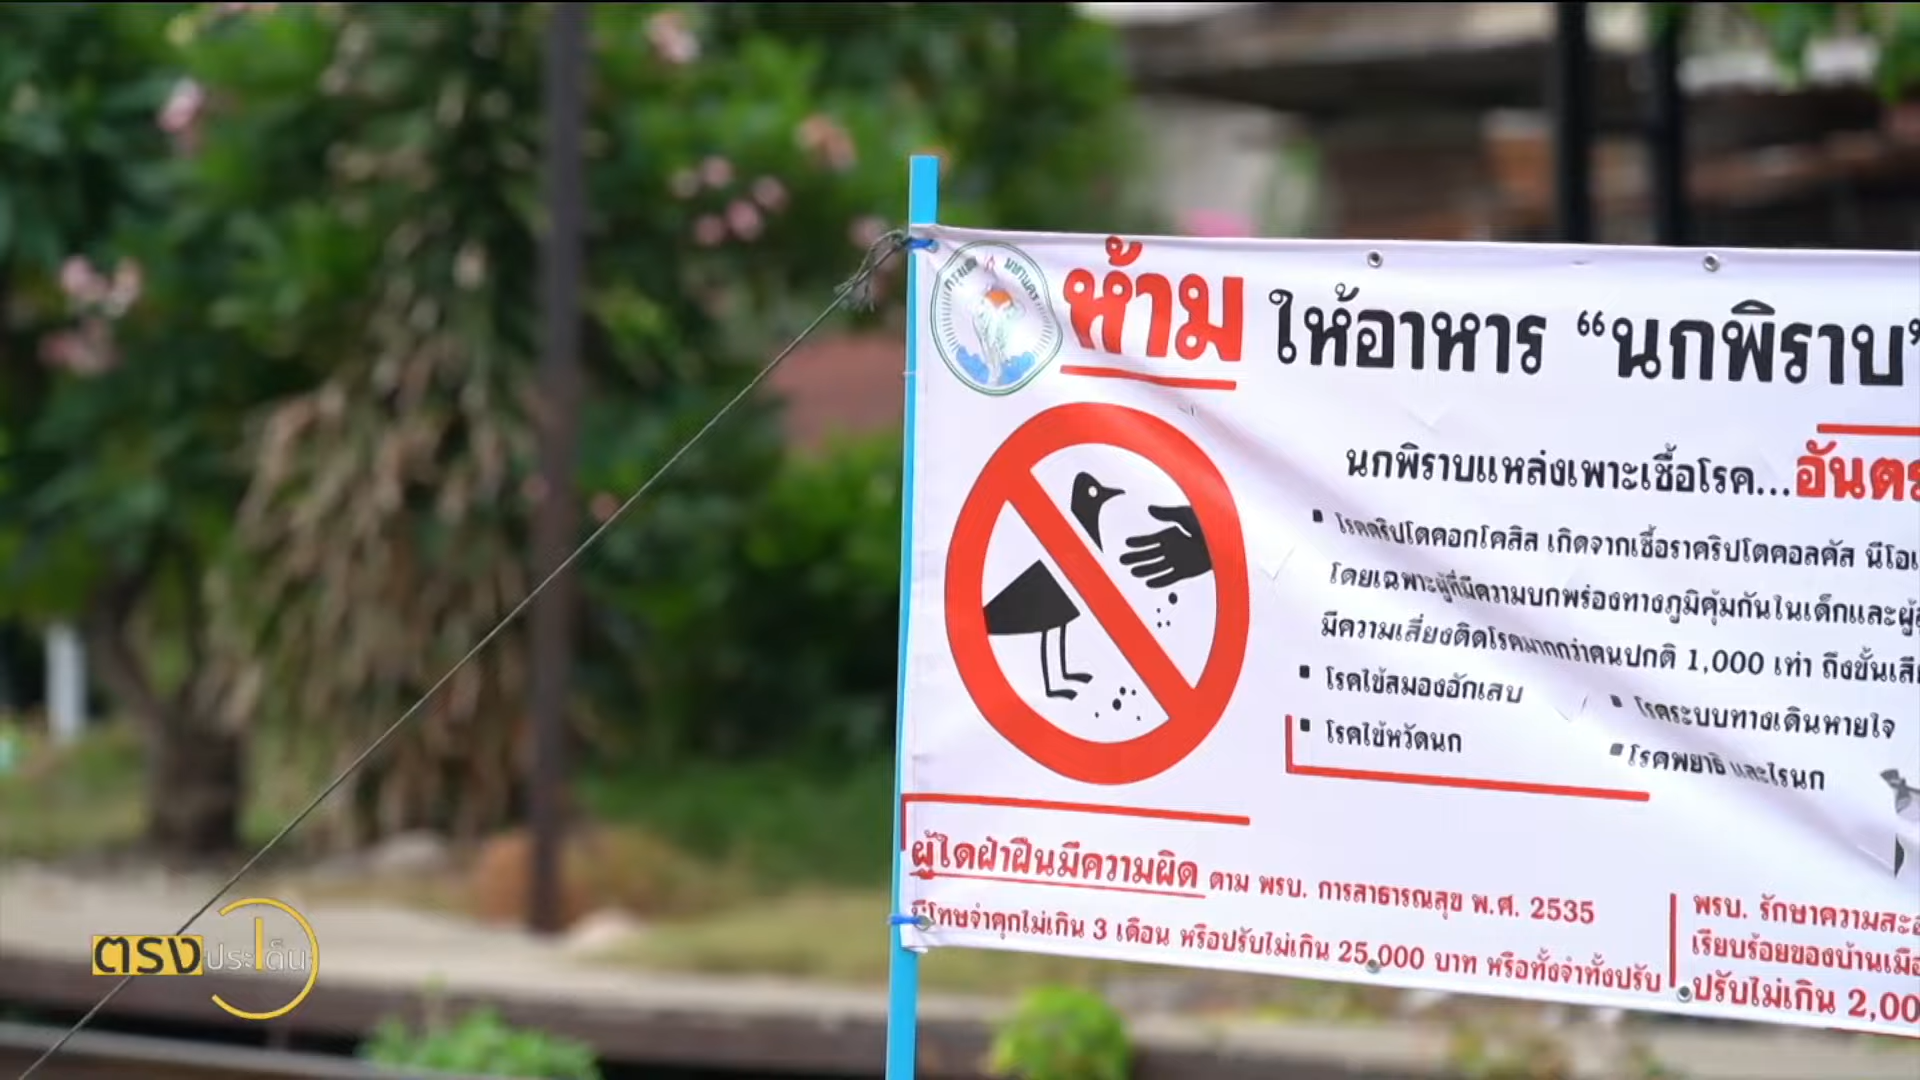 กรุงเทพมหานคร
ห้าม ให้อาหาร “นกพิราบ”
นกพิราบแหล่งเพาะเชื้อโรค...
▪ โรคคริปโตคอกโคสิส เกิดจากเชื้อราคริปโตคอลคัส
โดยเฉพาะผู้ที่มีความบกพร่องทางภูมิคุ้มกันในเด็กและ
มีความเสี่ยงติดโรคมากกว่าคนปกติ 1,000 เท่า ถึงขั้น
▪ โรคไข้สมองอักเสบ
▪ โรคระบบทางเดินหายใจ
▪ โรคไข้หวัดนก
▪ โรคพยาธิ และไรนก
ผู้ใดฝ่าฝืนมีความผิด ตาม พรบ. การสาธารณสุข พ.ศ. 2535
มีโทษจำคุกไม่เกิน 3 เดือน หรือปรับไม่เกิน 25,000 บาท หรือทั้งจำทั้งปรับ
พรบ. รักษาความ
เรียบร้อยของบ้าน
ปรับไม่เกิน
ตรงประเด็น